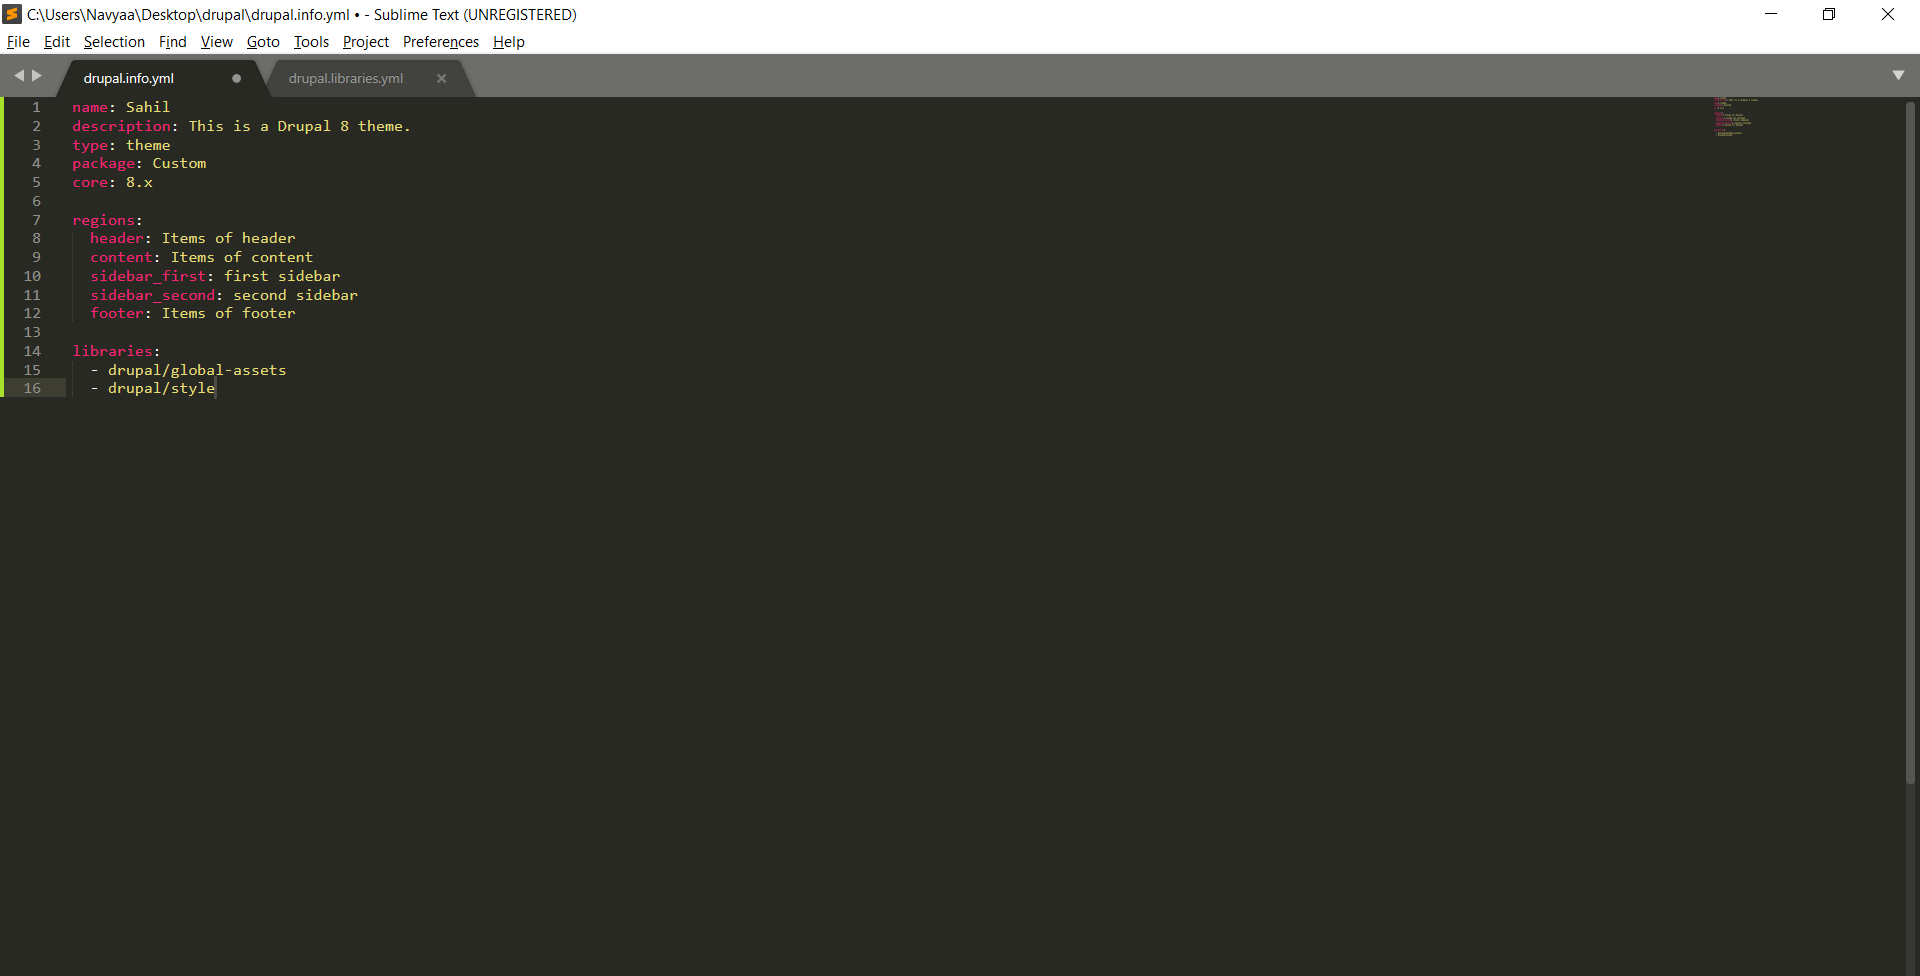 C:\Users\Navyaa\Desktop\drupal\drupal.info.yml • - Sublime Text (UNREGISTERED)
File Edit Selection Find View Goto Tools Project Preferences Help
drupal.info.yml drupal.libraries.yml
1 name: Sahil
2 description: This is a Drupal 8 theme.
3 type: theme
4 package: Custom
5 core: 8.x
6
7 regions:
8   header: Items of header
9   content: Items of content
10   sidebar_first: first sidebar
11   sidebar_second: second sidebar
12   footer: Items of footer
13
14 libraries:
15   - drupal/global-assets
16   - drupal/style